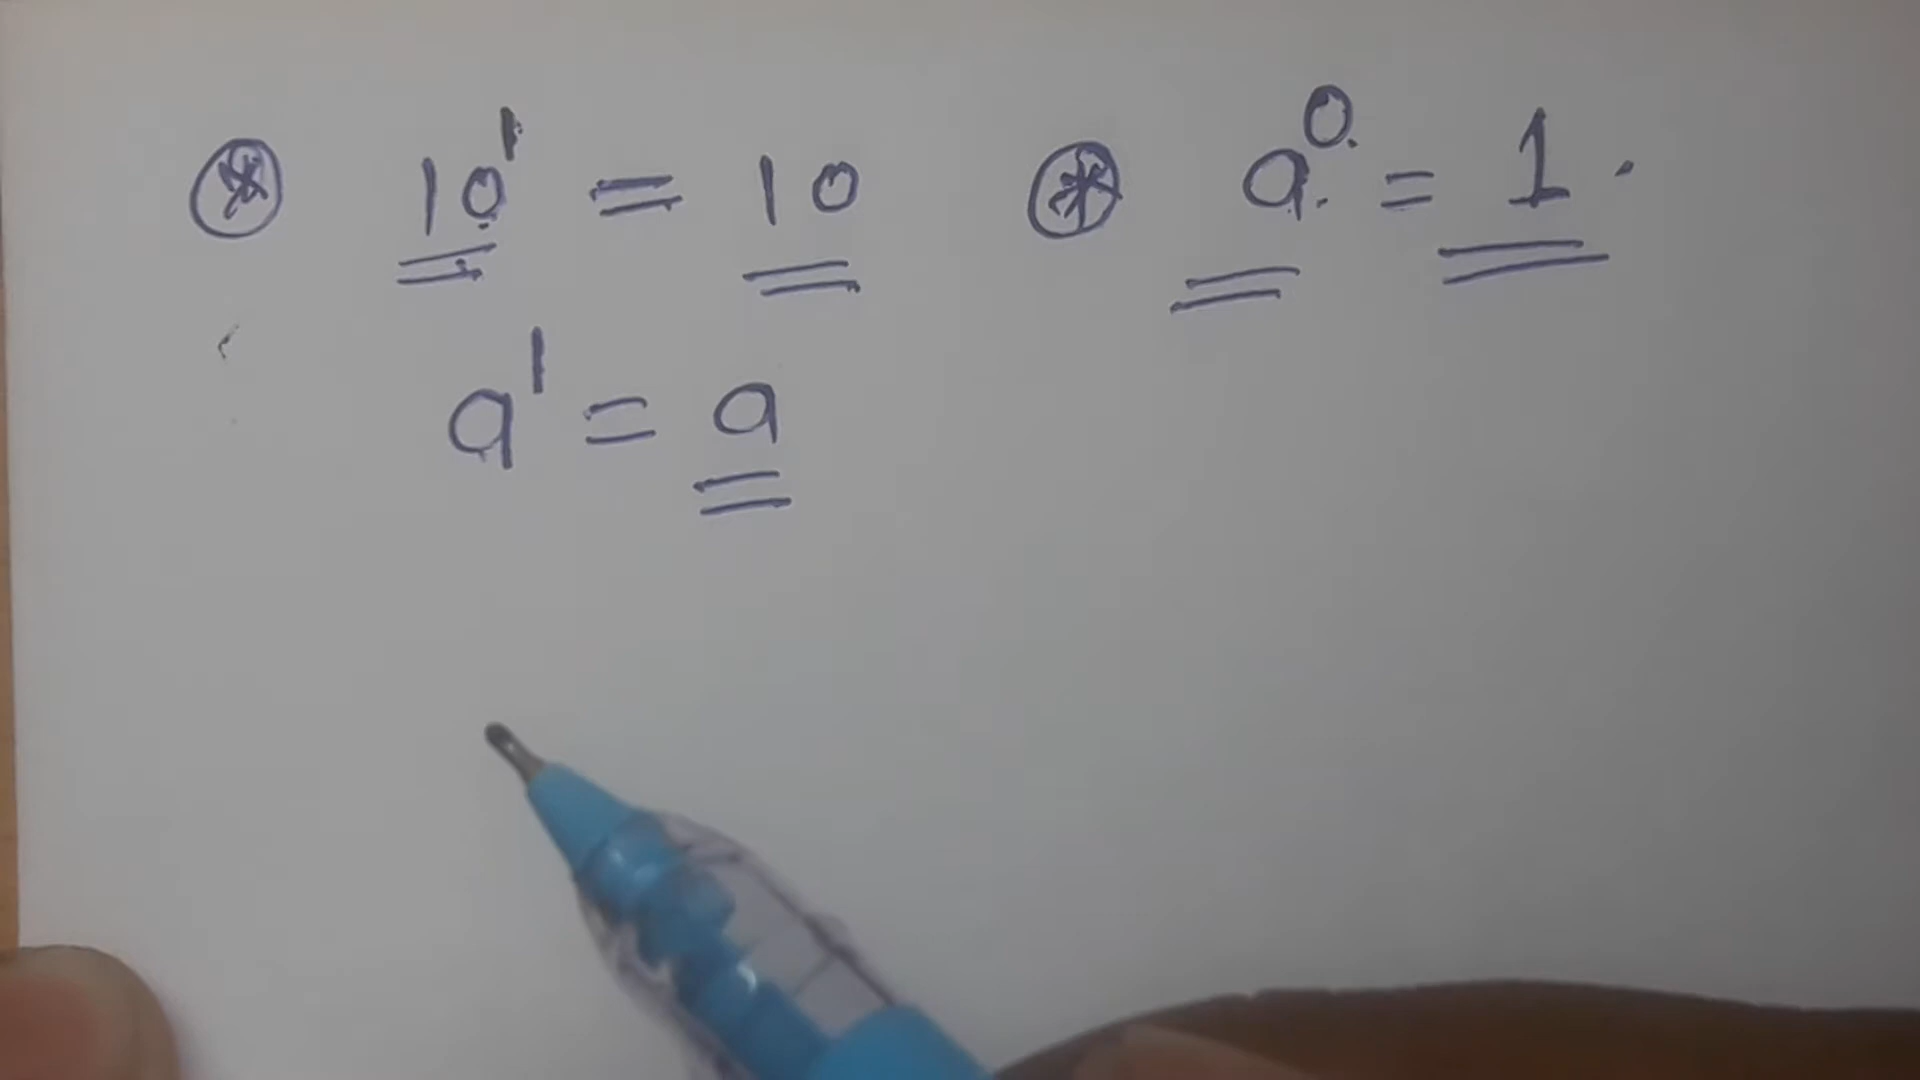 ⊛ 10¹ = 10 ⊛ a⁰ = 1.
a¹ = a